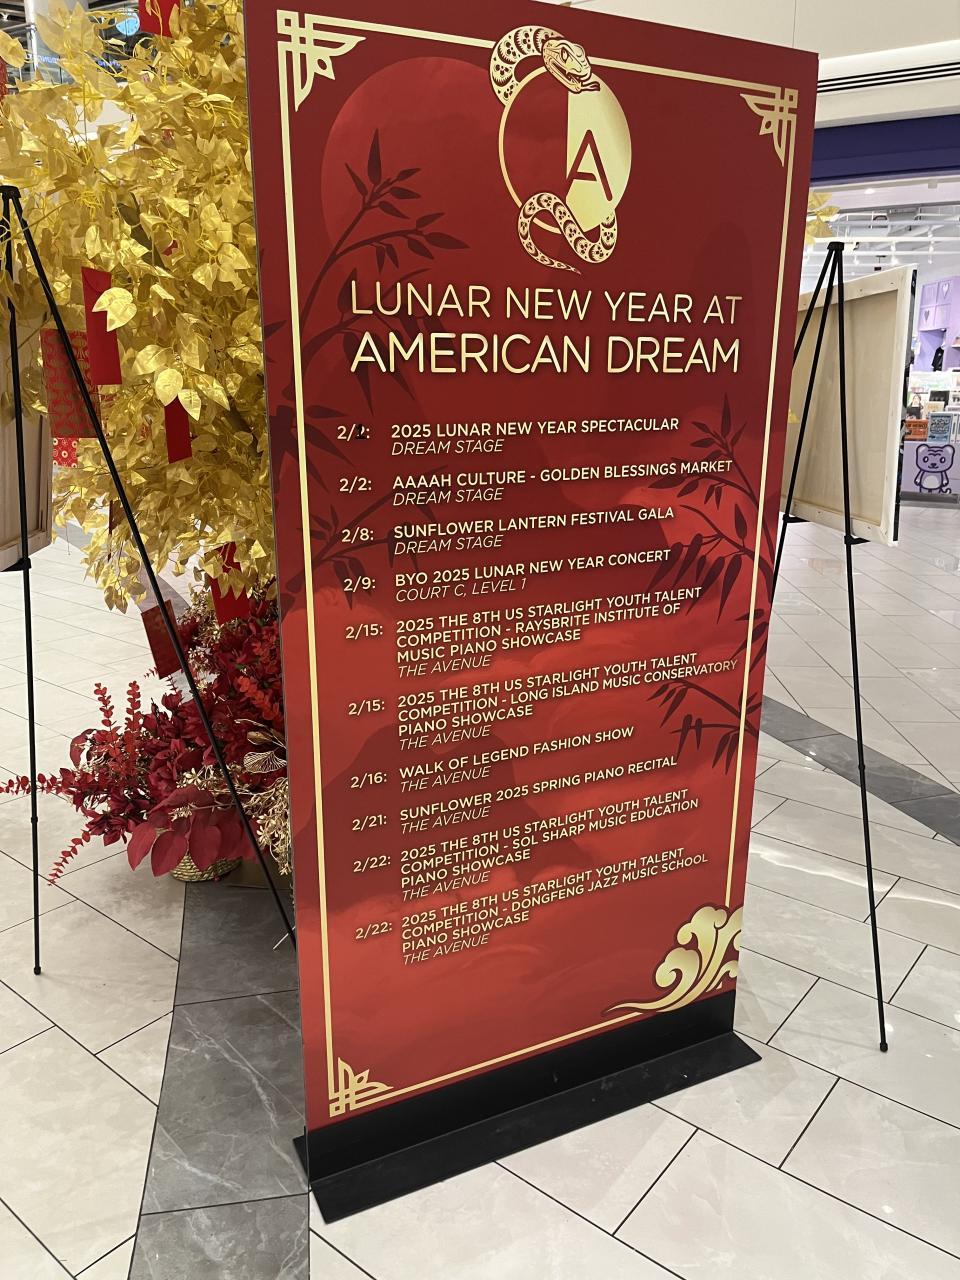 A
LUNAR NEW YEAR AT
AMERICAN DREAM
2/2: 2025 LUNAR NEW YEAR SPECTACULAR
DREAM STAGE
2/2: AAAAH CULTURE - GOLDEN BLESSINGS MARKET
DREAM STAGE
2/8: SUNFLOWER LANTERN FESTIVAL GALA
DREAM STAGE
2/9: BYO 2025 LUNAR NEW YEAR CONCERT
COURT C, LEVEL 1
2/15: 2025 THE 8TH US STARLIGHT YOUTH TALENT
COMPETITION - RAYSBRITE INSTITUTE OF
MUSIC PIANO SHOWCASE
THE AVENUE
2/15: 2025 THE 8TH US STARLIGHT YOUTH TALENT
COMPETITION - LONG ISLAND MUSIC CONSERVATORY
PIANO SHOWCASE
THE AVENUE
2/16: WALK OF LEGEND FASHION SHOW
THE AVENUE
2/21: SUNFLOWER 2025 SPRING PIANO RECITAL
THE AVENUE
2/22: 2025 THE 8TH US STARLIGHT YOUTH TALENT
COMPETITION - SOL SHARP MUSIC EDUCATION
PIANO SHOWCASE
THE AVENUE
2/22: 2025 THE 8TH US STARLIGHT YOUTH TALENT
COMPETITION - DONGFENG JAZZ MUSIC SCHOOL
PIANO SHOWCASE
THE AVENUE